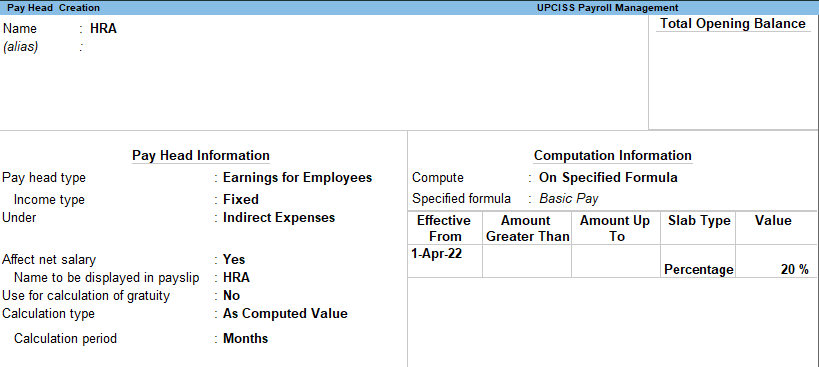 Pay Head Creation UPCISS Payroll Management
Name : HRA
(alias) :
Total Opening Balance
Pay Head Information
Pay head type : Earnings for Employees
Income type : Fixed
Under : Indirect Expenses
Affect net salary : Yes
Name to be displayed in payslip : HRA
Use for calculation of gratuity : No
Calculation type : As Computed Value
Calculation period : Months
Computation Information
Compute : On Specified Formula
Specified formula : Basic Pay
Effective Amount Amount Up Slab Type Value
From Greater Than To
1-Apr-22
Percentage 20 %